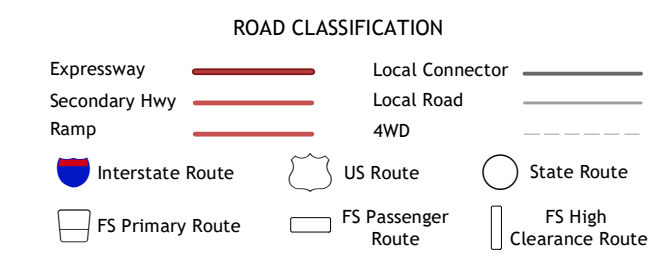 ROAD CLASSIFICATION
Expressway
Local Connector
Secondary Hwy
Local Road
Ramp
4WD
Interstate Route
US Route
State Route
FS Primary Route
FS Passenger
Route
FS High
Clearance Route